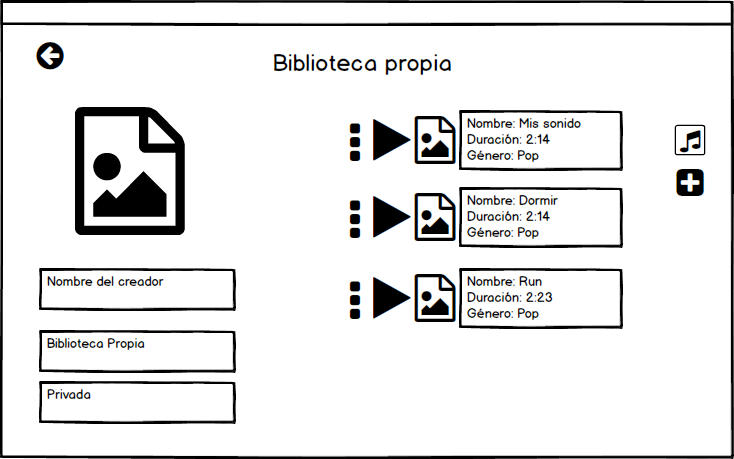 Biblioteca propia
Nombre: Mis sonido
Duración: 2:14
Género: Pop
Nombre: Dormir
Duración: 2:14
Género: Pop
Nombre: Run
Duración: 2:23
Género: Pop
Nombre del creador
Biblioteca Propia
Privada